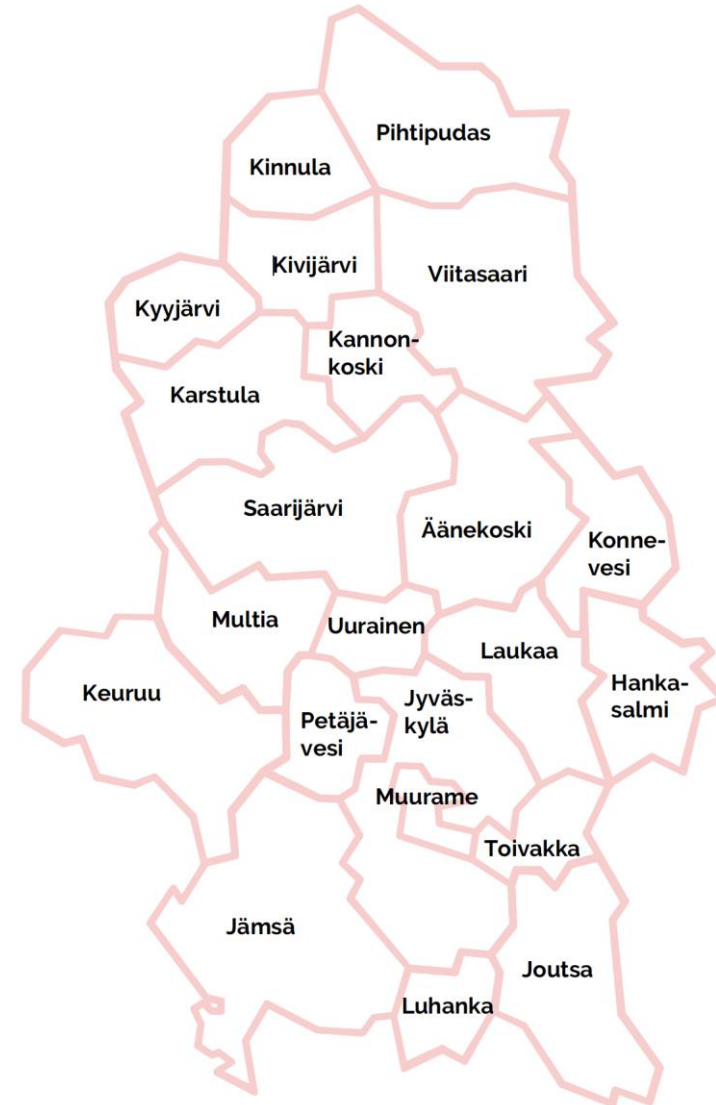 Pihtipudas
Kinnula
Kivijärvi
Viitasaari
Kyyjärvi
Kannon-
koski
Karstula
Saarijärvi
Äänekoski
Konne-
vesi
Multia
Uurainen
Laukaa
Keuruu
Hanka-
salmi
Petäjä-
vesi
Jyväs-
kylä
Muurame
Toivakka
Jämsä
Joutsa
Luhanka